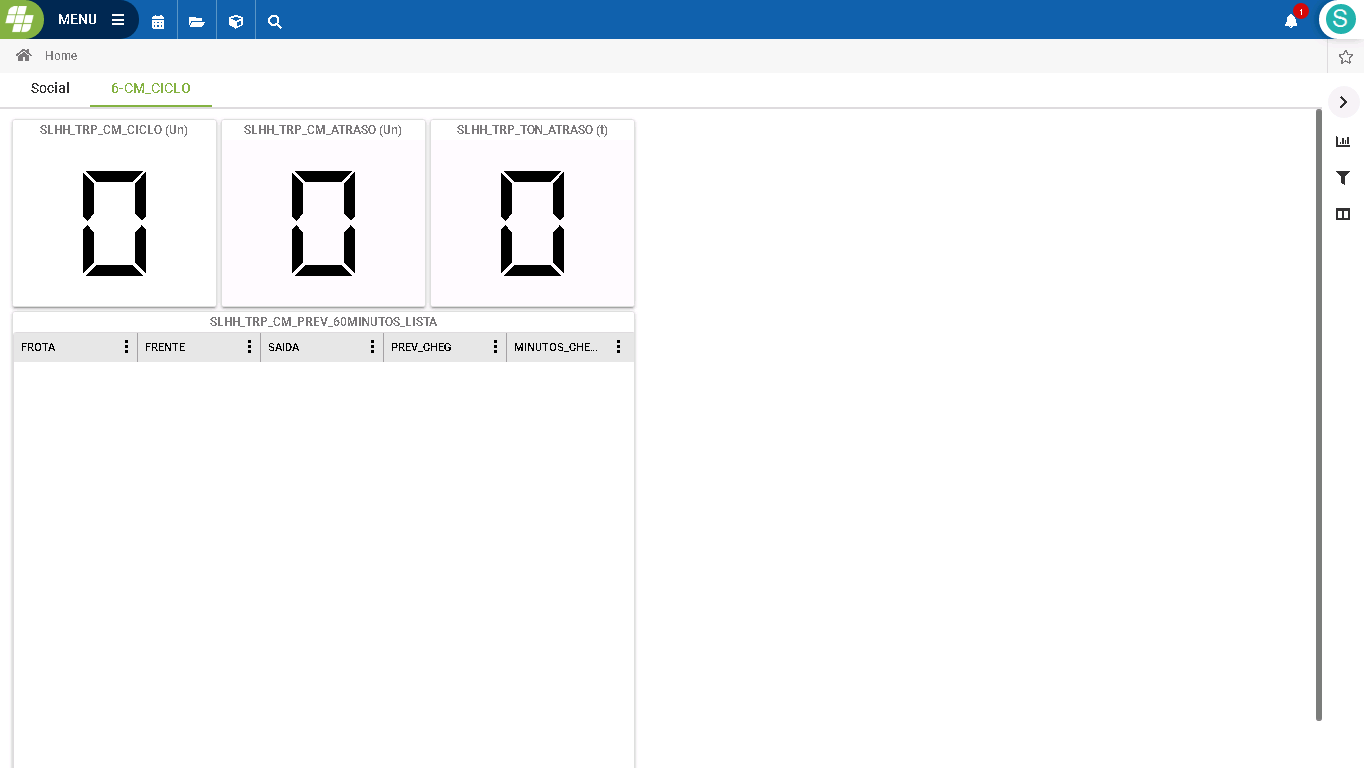 MENU
1
S
Home
Social
6-CM_CICLO
SLHH_TRP_CM_CICLO (Un)
SLHH_TRP_CM_ATRASO (Un)
SLHH_TRP_TON_ATRASO (t)
0
0
0
SLHH_TRP_CM_PREV_60MINUTOS_LISTA
FROTA
FRENTE
SAIDA
PREV_CHEG
MINUTOS_CHE...